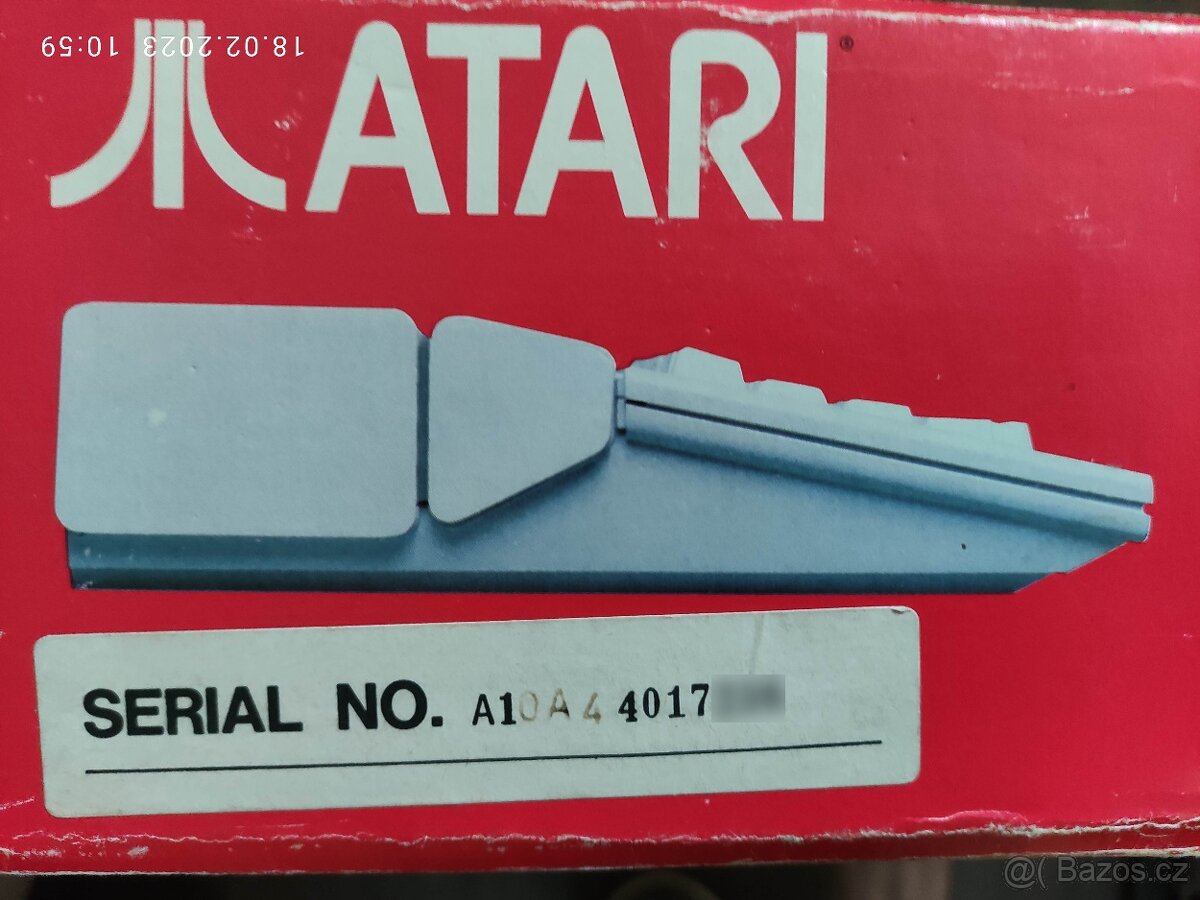 18.02.2023 10:59
ATARI®
SERIAL NO. A10A4 4017
@( Bazos.cz